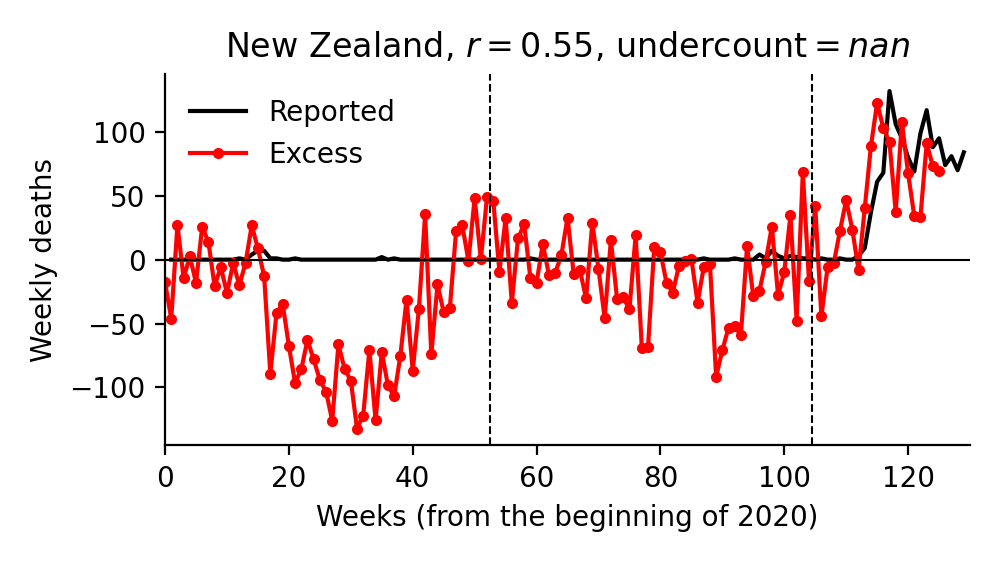 New Zealand, r = 0.55, undercount = nan
Reported
Excess
Weekly deaths
100
50
0
−50
−100
0 20 40 60 80 100 120
Weeks (from the beginning of 2020)